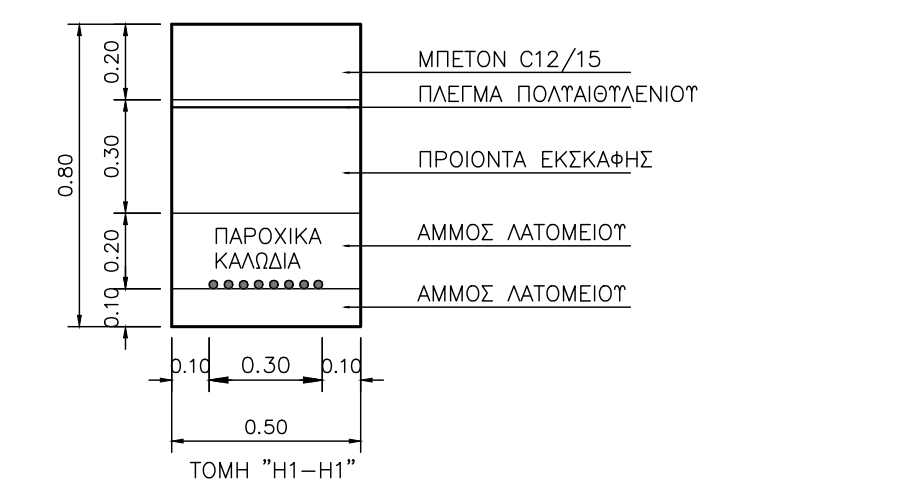 0.20
0.30
0.80
0.20
0.10
ΜΠΕΤΟΝ C12/15
ΠΛΕΓΜΑ ΠΟΛΥΑΙΘΥΛΕΝΙΟΥ
ΠΡΟΙΟΝΤΑ ΕΚΣΚΑΦΗΣ
ΠΑΡΟΧΙΚΑ
ΚΑΛΩΔΙΑ
ΑΜΜΟΣ ΛΑΤΟΜΕΙΟΥ
ΑΜΜΟΣ ΛΑΤΟΜΕΙΟΥ
0.10 0.30 0.10
0.50
ΤΟΜΗ "Η1-Η1"